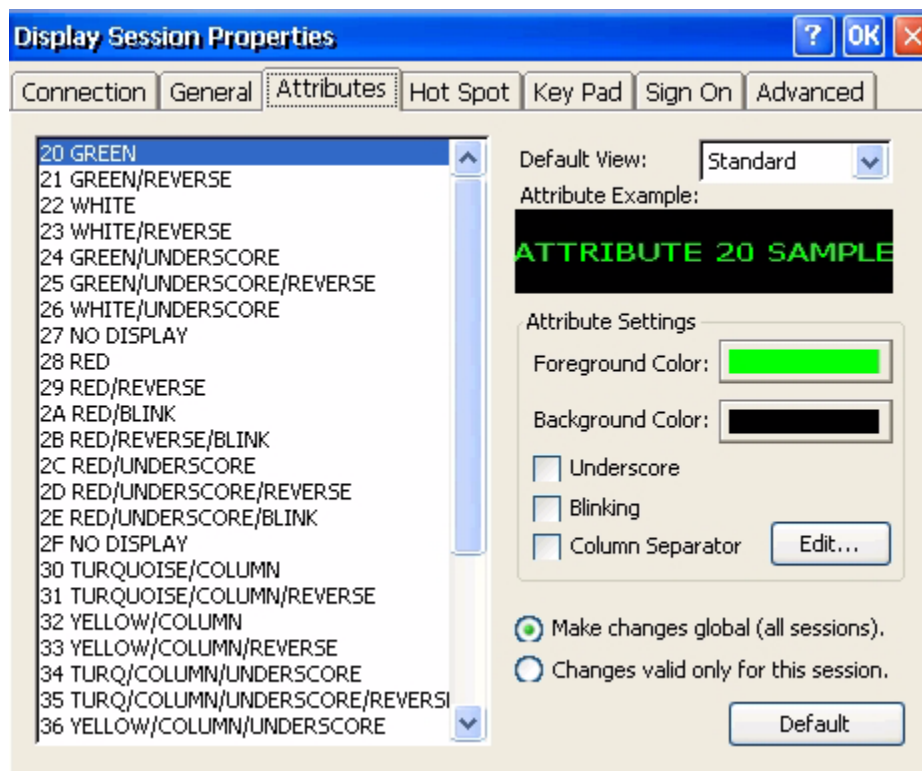 Display Session Properties ? OK ×
Connection General Attributes Hot Spot Key Pad Sign On Advanced
20 GREEN
21 GREEN/REVERSE
22 WHITE
23 WHITE/REVERSE
24 GREEN/UNDERSCORE
25 GREEN/UNDERSCORE/REVERSE
26 WHITE/UNDERSCORE
27 NO DISPLAY
28 RED
29 RED/REVERSE
2A RED/BLINK
2B RED/REVERSE/BLINK
2C RED/UNDERSCORE
2D RED/UNDERSCORE/REVERSE
2E RED/UNDERSCORE/BLINK
2F NO DISPLAY
30 TURQUOISE/COLUMN
31 TURQUOISE/COLUMN/REVERSE
32 YELLOW/COLUMN
33 YELLOW/COLUMN/REVERSE
34 TURQ/COLUMN/UNDERSCORE
35 TURQ/COLUMN/UNDERSCORE/REVERSI
36 YELLOW/COLUMN/UNDERSCORE
Default View: Standard
Attribute Example:
ATTRIBUTE 20 SAMPLE
Attribute Settings
Foreground Color:
Background Color:
Underscore
Blinking
Column Separator Edit...
Make changes global (all sessions).
Changes valid only for this session.
Default